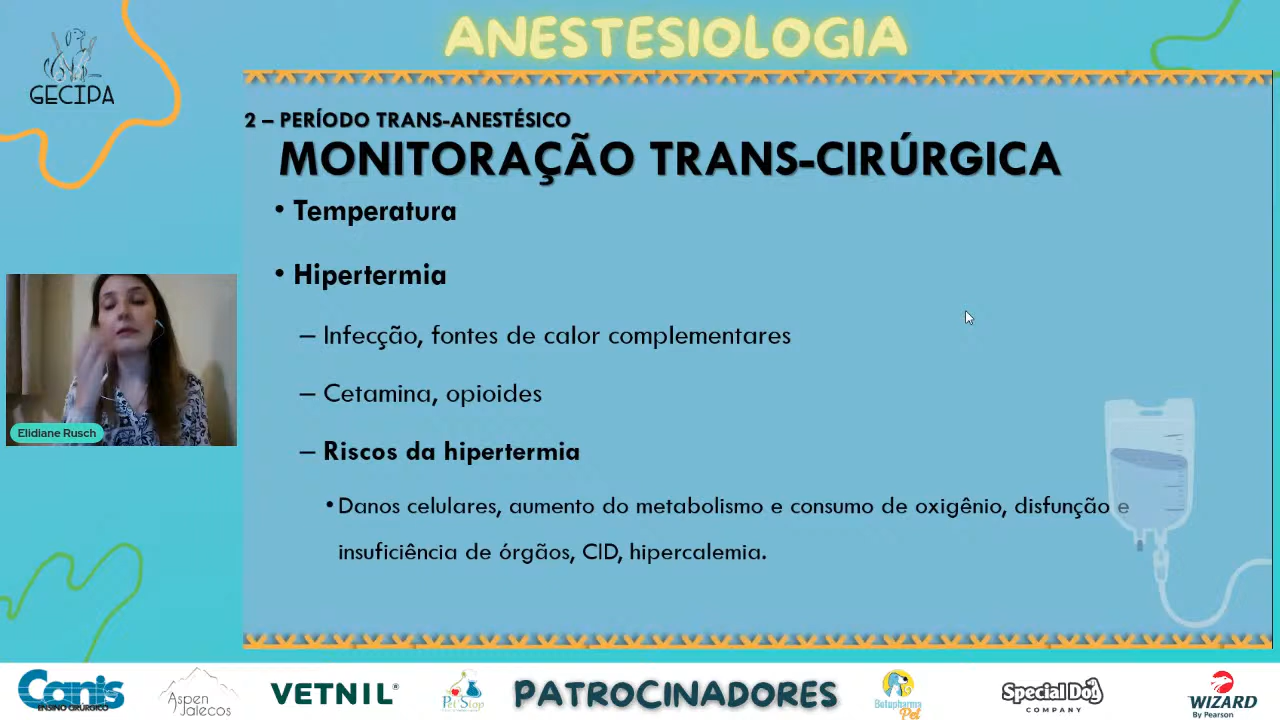 ANESTESIOLOGIA
GECIPA
2 – PERÍODO TRANS-ANESTÉSICO
MONITORAÇÃO TRANS-CIRÚRGICA
• Temperatura
• Hipertermia
– Infecção, fontes de calor complementares
– Cetamina, opioides
– Riscos da hipertermia
• Danos celulares, aumento do metabolismo e consumo de oxigênio, disfunção e
insuficiência de órgãos, CID, hipercalemia.
Elidiane Rusch
Canis
ENSINO CIRÚRGICO
Aspen
Jalecos
VETNIL®
Pet Stop
PATROCINADORES
Botupharma
Pet
Special Dog
COMPANY
WIZARD
By Pearson